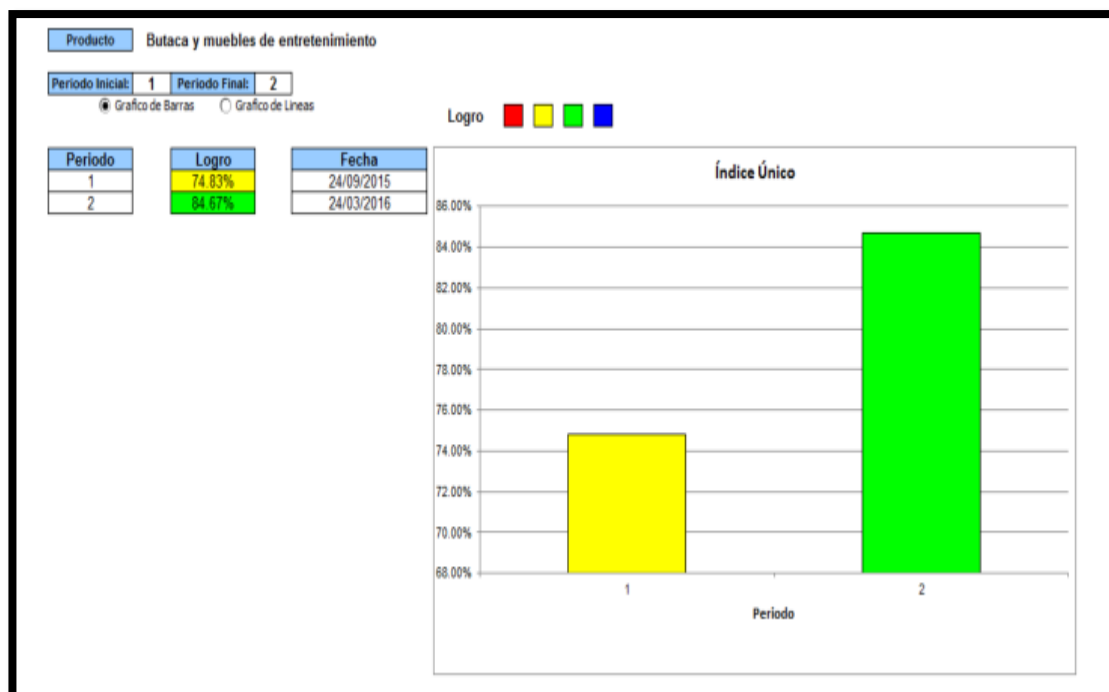 Producto Butaca y muebles de entretenimiento
Periodo Inicial: 1 Periodo Final: 2
Grafico de Barras Grafico de Lineas
Logro
Periodo Logro Fecha
1 74.83% 24/09/2015
2 84.67% 24/03/2016
Índice Único
86.00%
84.00%
82.00%
80.00%
78.00%
76.00%
74.00%
72.00%
70.00%
68.00%
1 2
Periodo